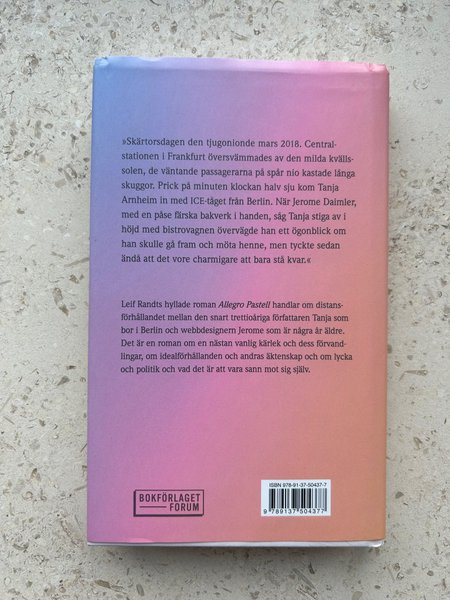 »Skärtorsdagen den tjugonionde mars 2018. Central-
stationen i Frankfurt översvämmades av den milda kvälls-
solen, de väntande passagerarna på spår nio kastade långa
skuggor. Prick på minuten klockan halv sju kom Tanja
Arnheim in med ICE-tåget från Berlin. När Jerome Daimler,
med en påse färska bakverk i handen, såg Tanja stiga av i
höjd med bistrovagnen övervägde han ett ögonblick om
han skulle gå fram och möta henne, men tyckte sedan
ändå att det vore charmigare att bara stå kvar.«
Leif Randts hyllade roman Allegro Pastell handlar om distans-
förhållandet mellan den snart trettioåriga författaren Tanja som
bor i Berlin och webbdesignern Jerome som är några år äldre.
Det är en roman om en nästan vanlig kärlek och dess förvand-
lingar, om idealförhållanden och andras äktenskap och om lycka
och politik och vad det är att vara sann mot sig själv.
BOKFÖRLAGET
FORUM
ISBN 978-91-37-50437-7
9 789137 504377